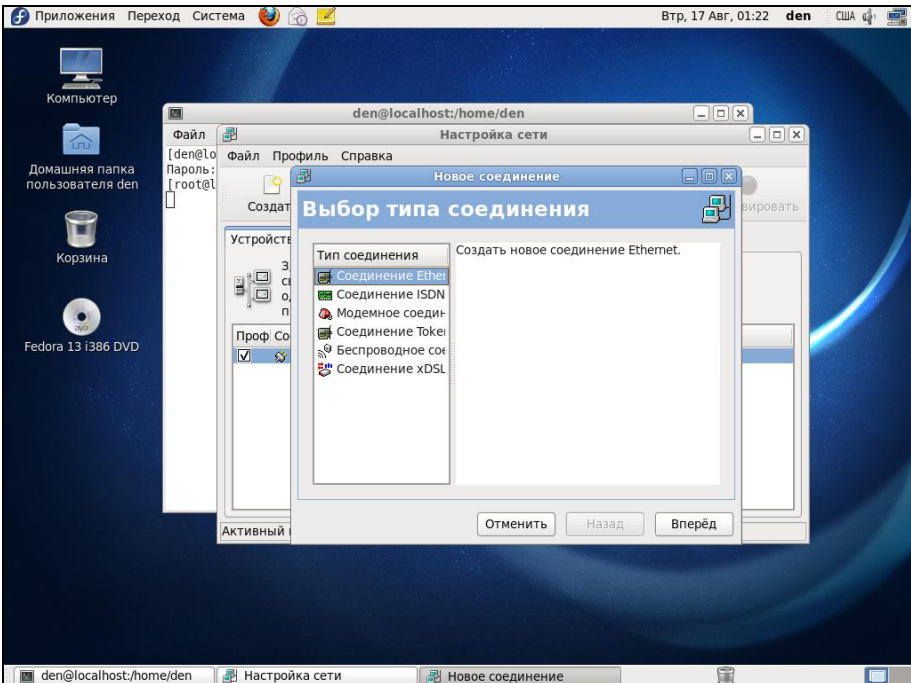 Приложения Переход Система Втр, 17 Авг, 01:22 den США
Компьютер
Домашняя папка
пользователя den
Корзина
Fedora 13 i386 DVD
den@localhost:/home/den
Файл
[den@lo
Пароль:
[root@l
Настройка сети
Файл Профиль Справка
Создат
вировать
Устройств
Проф Со
Активный
Новое соединение
Выбор типа соединения
Тип соединения
Соединение Ether
Соединение ISDN
Модемное соедин
Соединение Token
Беспроводное сое
Соединение xDSL
Создать новое соединение Ethernet.
Отменить Назад Вперёд
den@localhost:/home/den Настройка сети Новое соединение